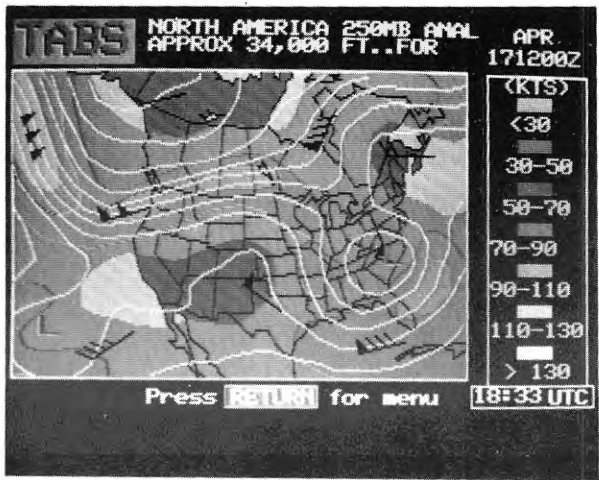 TABS
NORTH AMERICA 250MB ANAL
APPROX 34,000 FT..FOR
APR
171200Z
(KTS)
<30
30-50
50-70
70-90
90-110
110-130
> 130
Press RETURN for menu
18:33 UTC